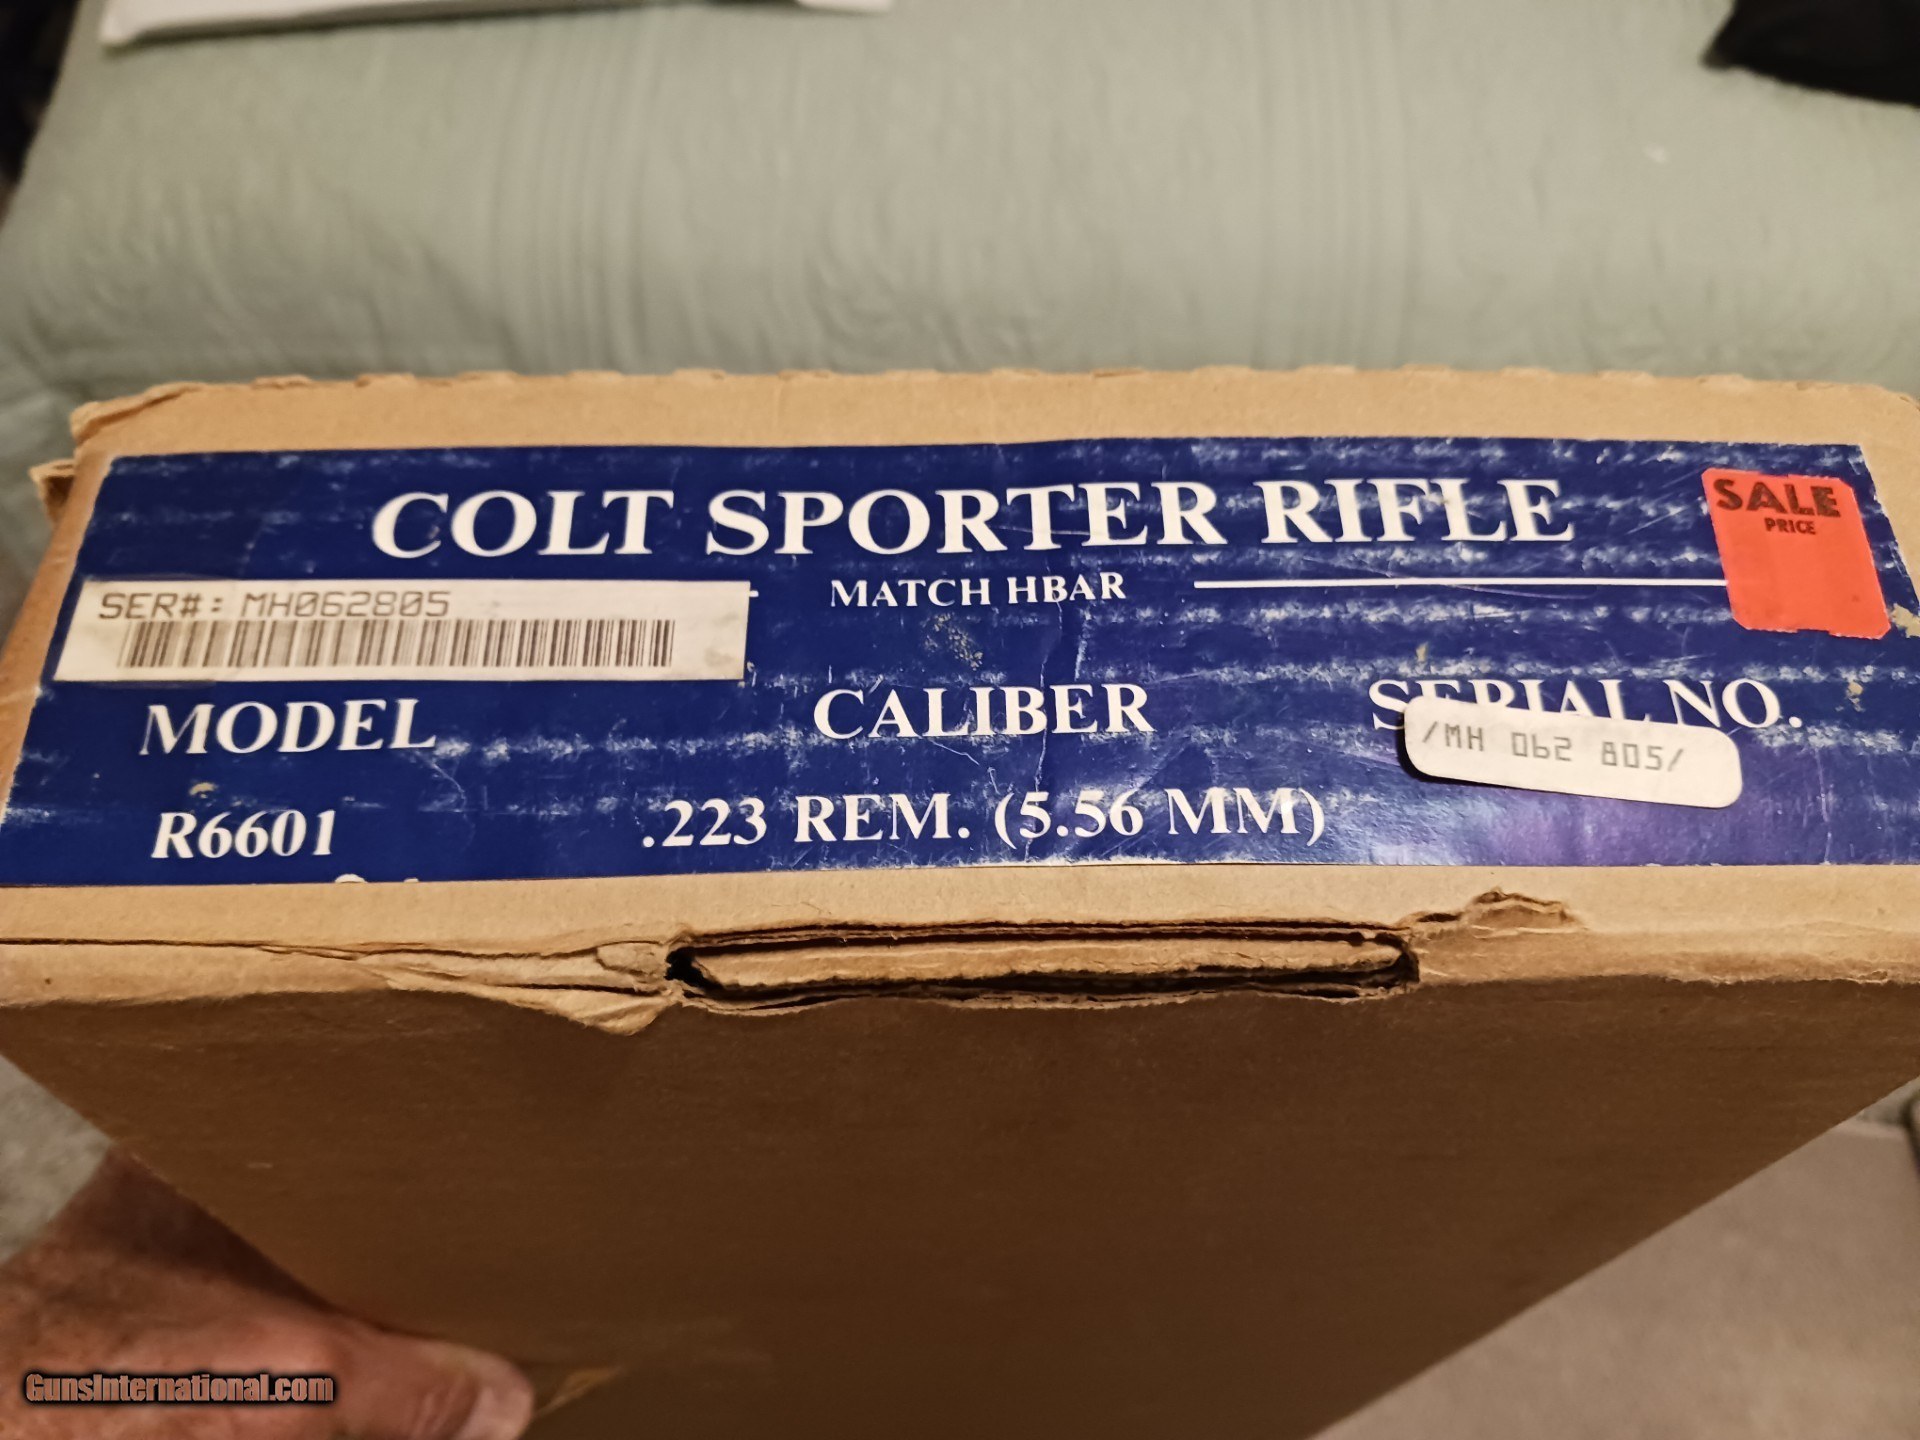 COLT SPORTER RIFLE
SALE
PRICE
MATCH HBAR
SER#: MH062805
MODEL
CALIBER
SERIAL NO.
/MH 062 805/
R6601
.223 REM. (5.56 MM)
GunsInternational.com